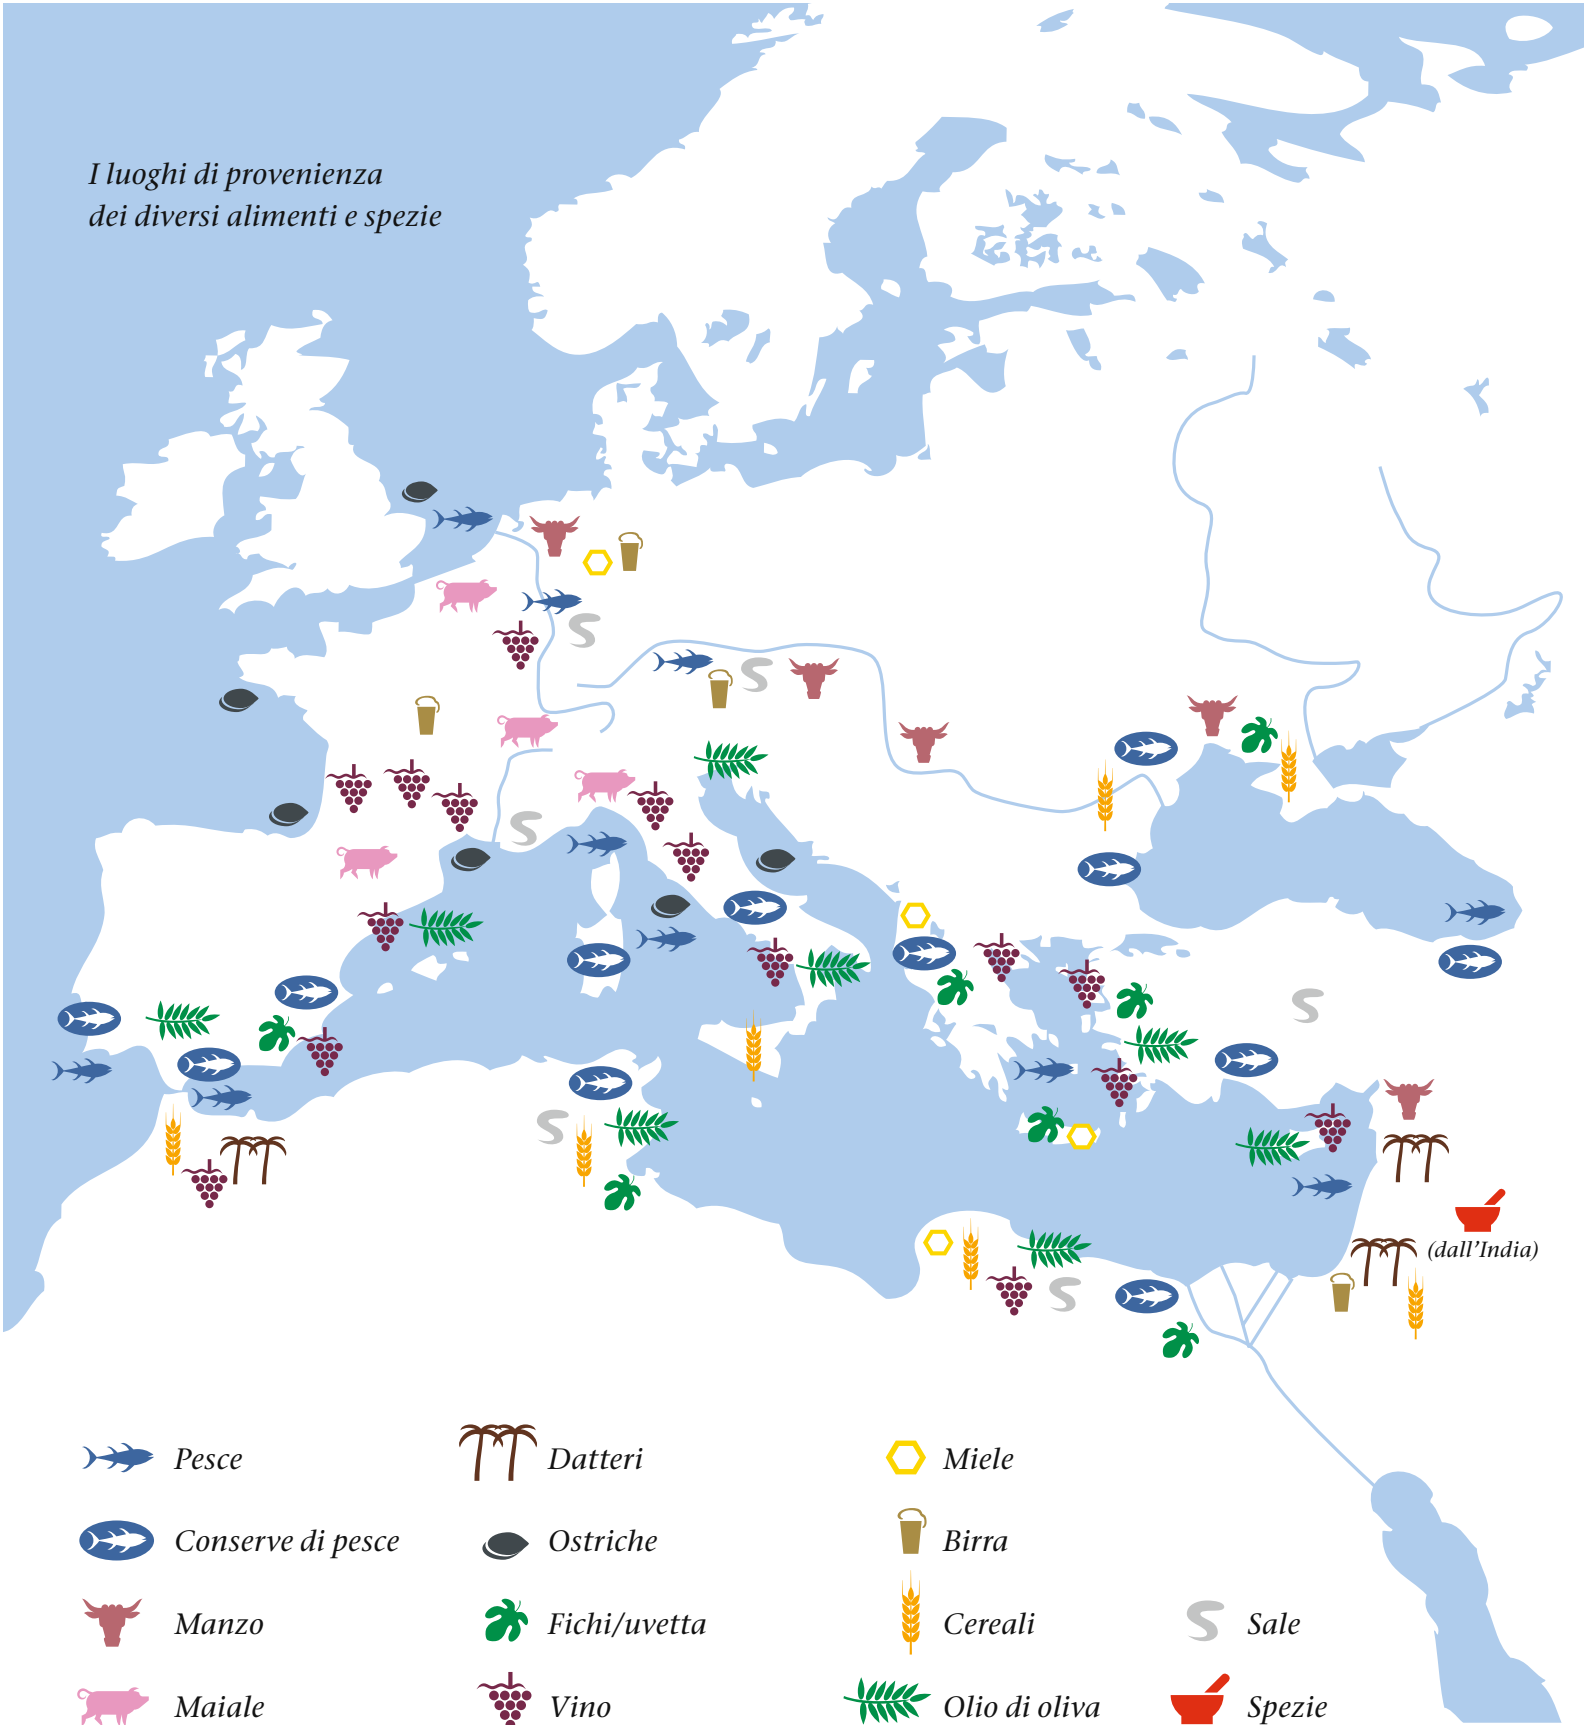 I luoghi di provenienza
dei diversi alimenti e spezie
(dall'India)
Pesce
Datteri
Miele
Conserve di pesce
Ostriche
Birra
Manzo
Fichi/uvetta
Cereali
Sale
Maiale
Vino
Olio di oliva
Spezie